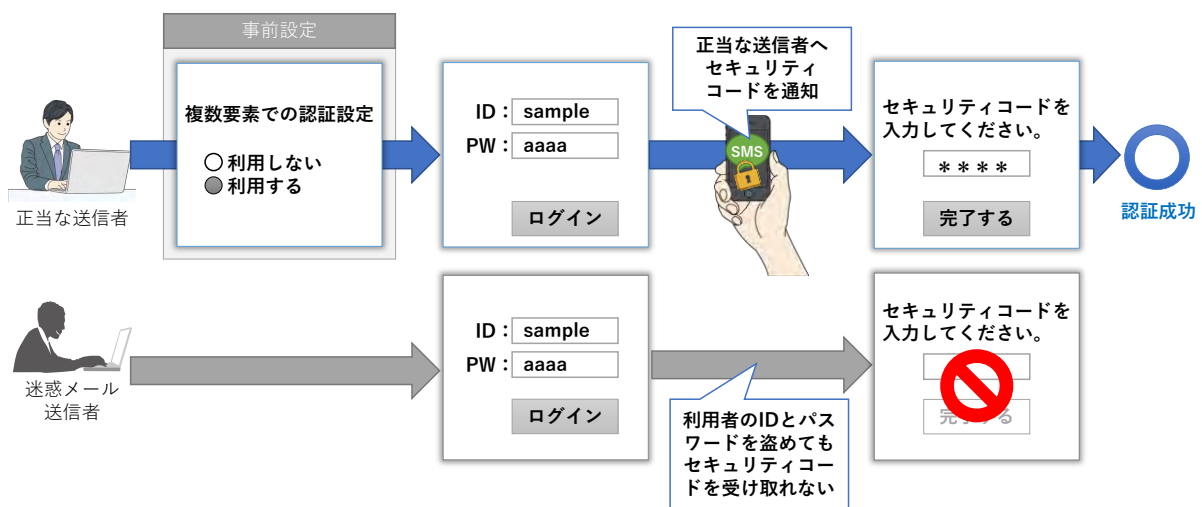 事前設定
複数要素での認証設定
利用しない
利用する
正当な送信者
ID： sample
PW： aaaa
ログイン
正当な送信者へ
セキュリティ
コードを通知
SMS
セキュリティコードを
入力してください。
＊＊＊＊
完了する
認証成功
迷惑メール
送信者
ID： sample
PW： aaaa
ログイン
利用者のIDとパス
ワードを盗めても
セキュリティコー
ドを受け取れない
セキュリティコードを
入力してください。
完了する